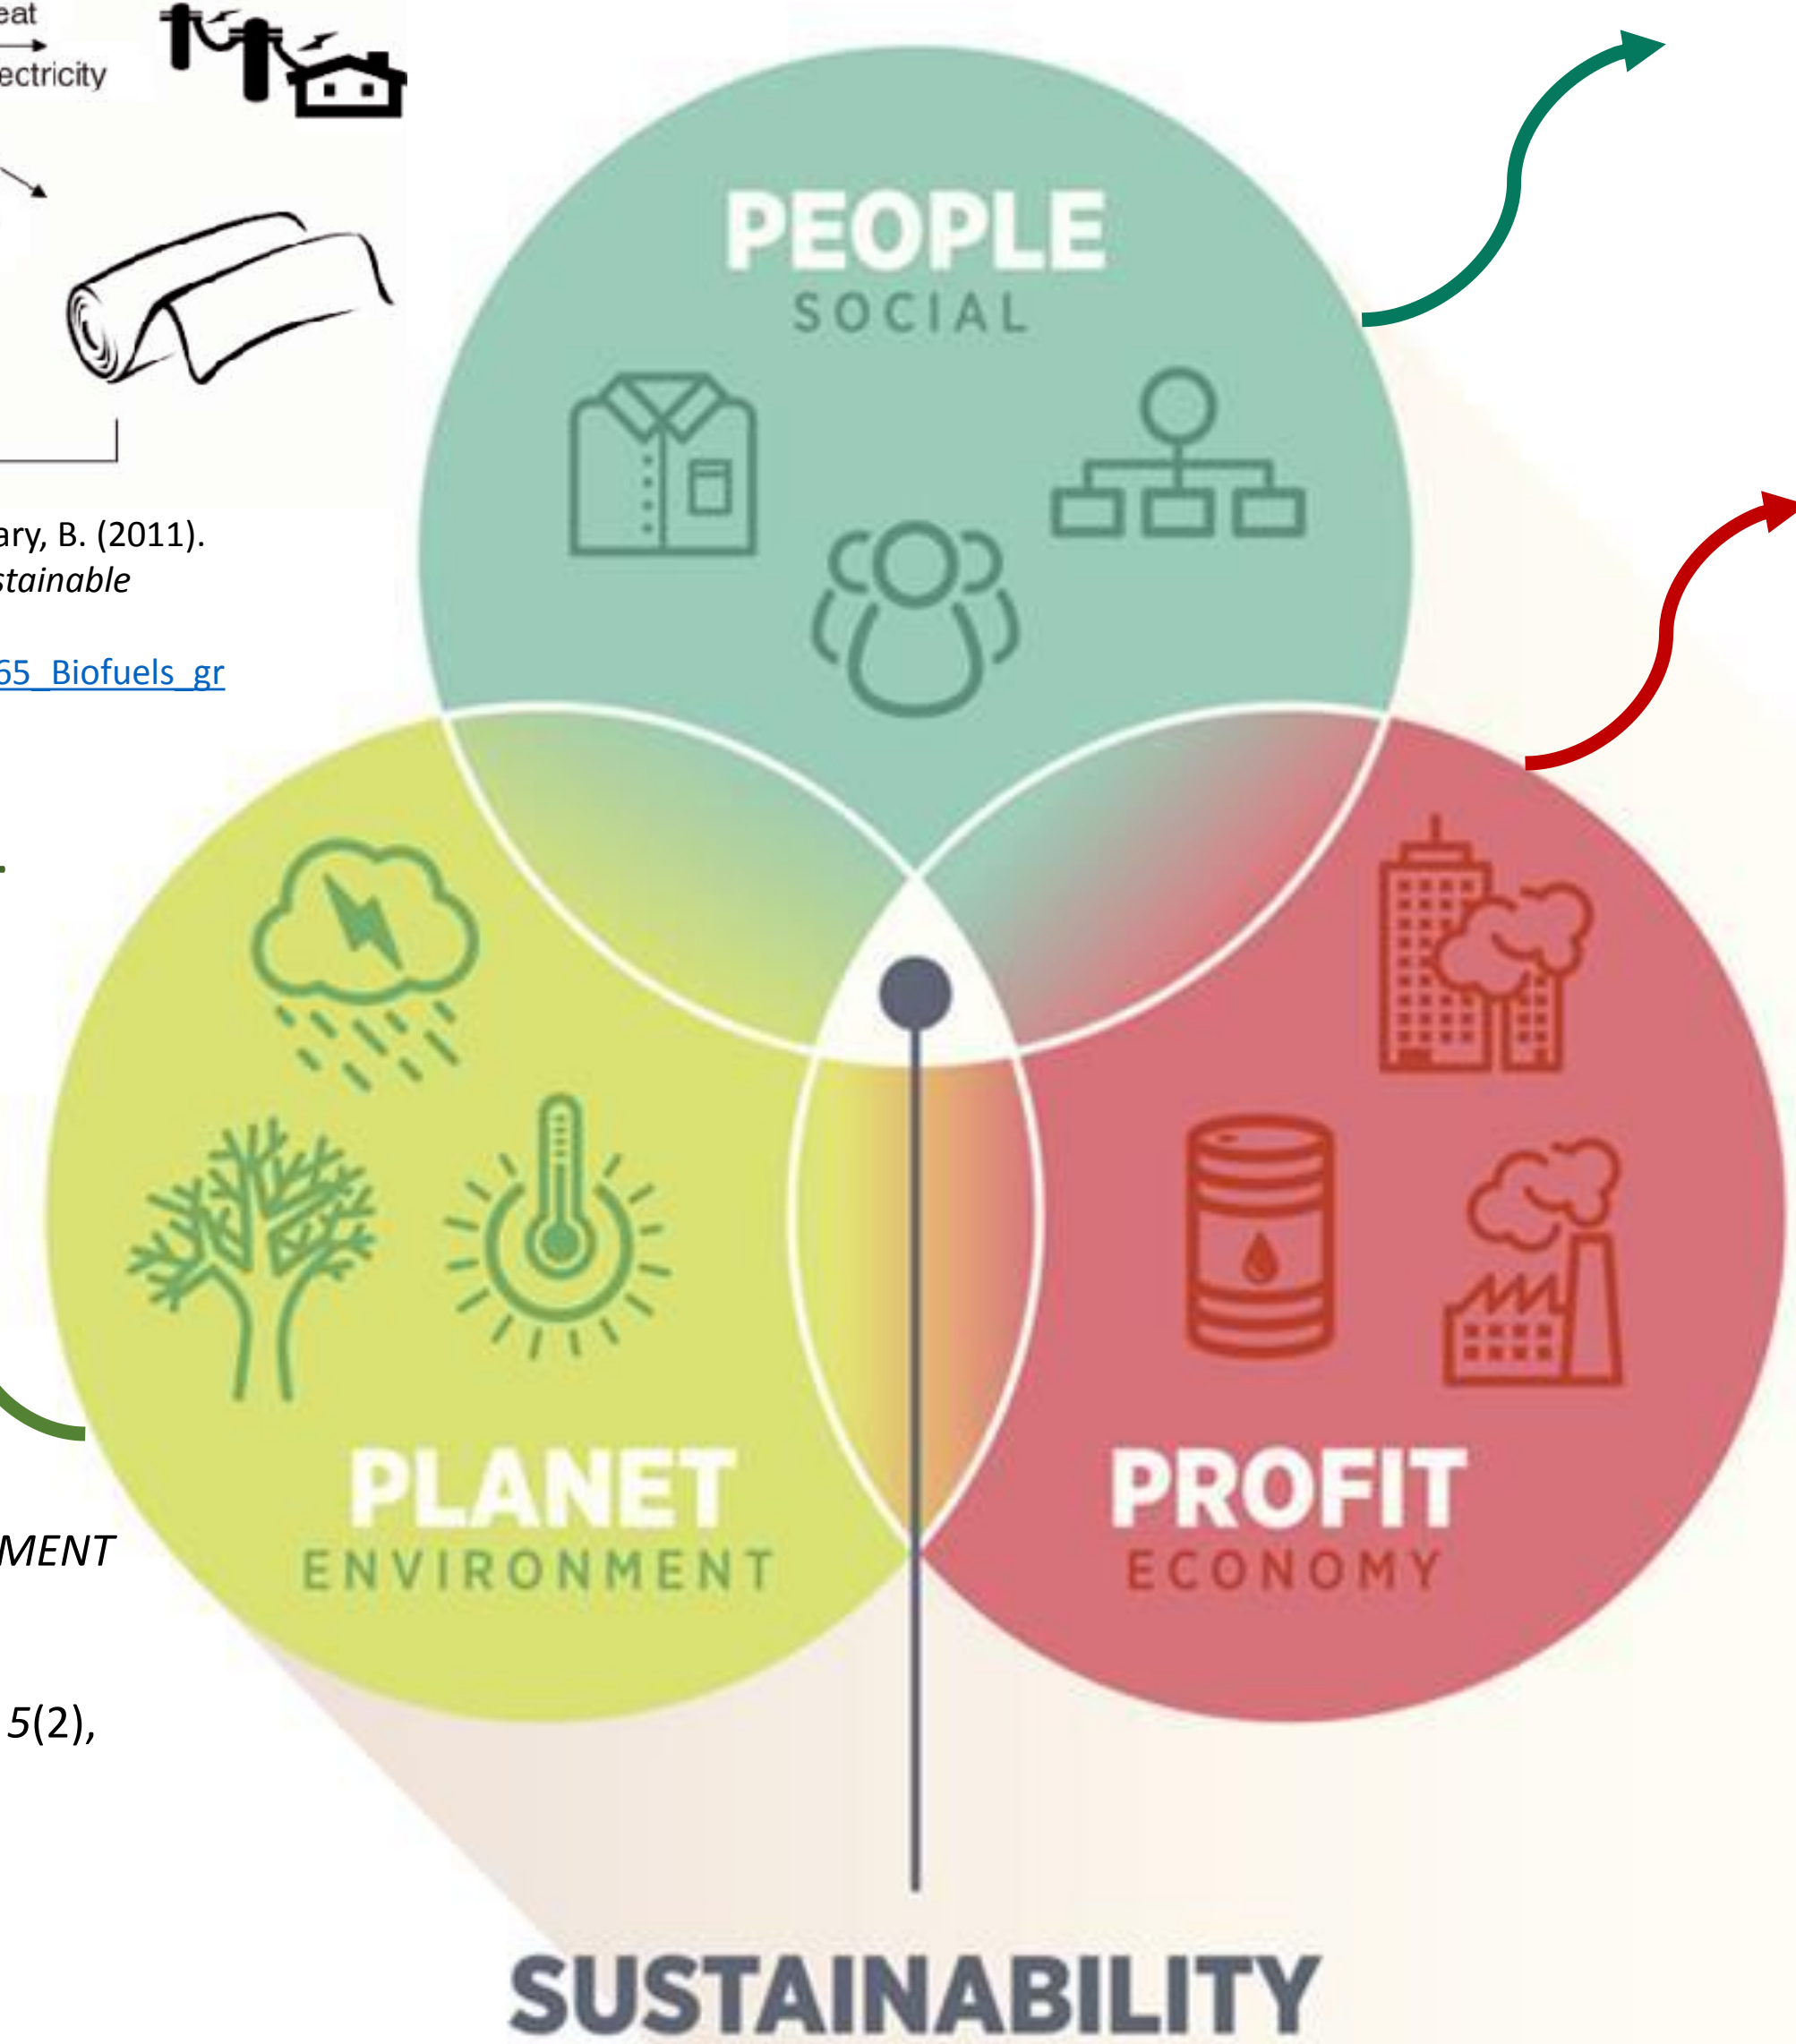 eat
ectricity
ary, B. (2011).
stainable
65_Biofuels_gr
PEOPLE
SOCIAL
PLANET
ENVIRONMENT
PROFIT
ECONOMY
MENT
5(2),
SUSTAINABILITY